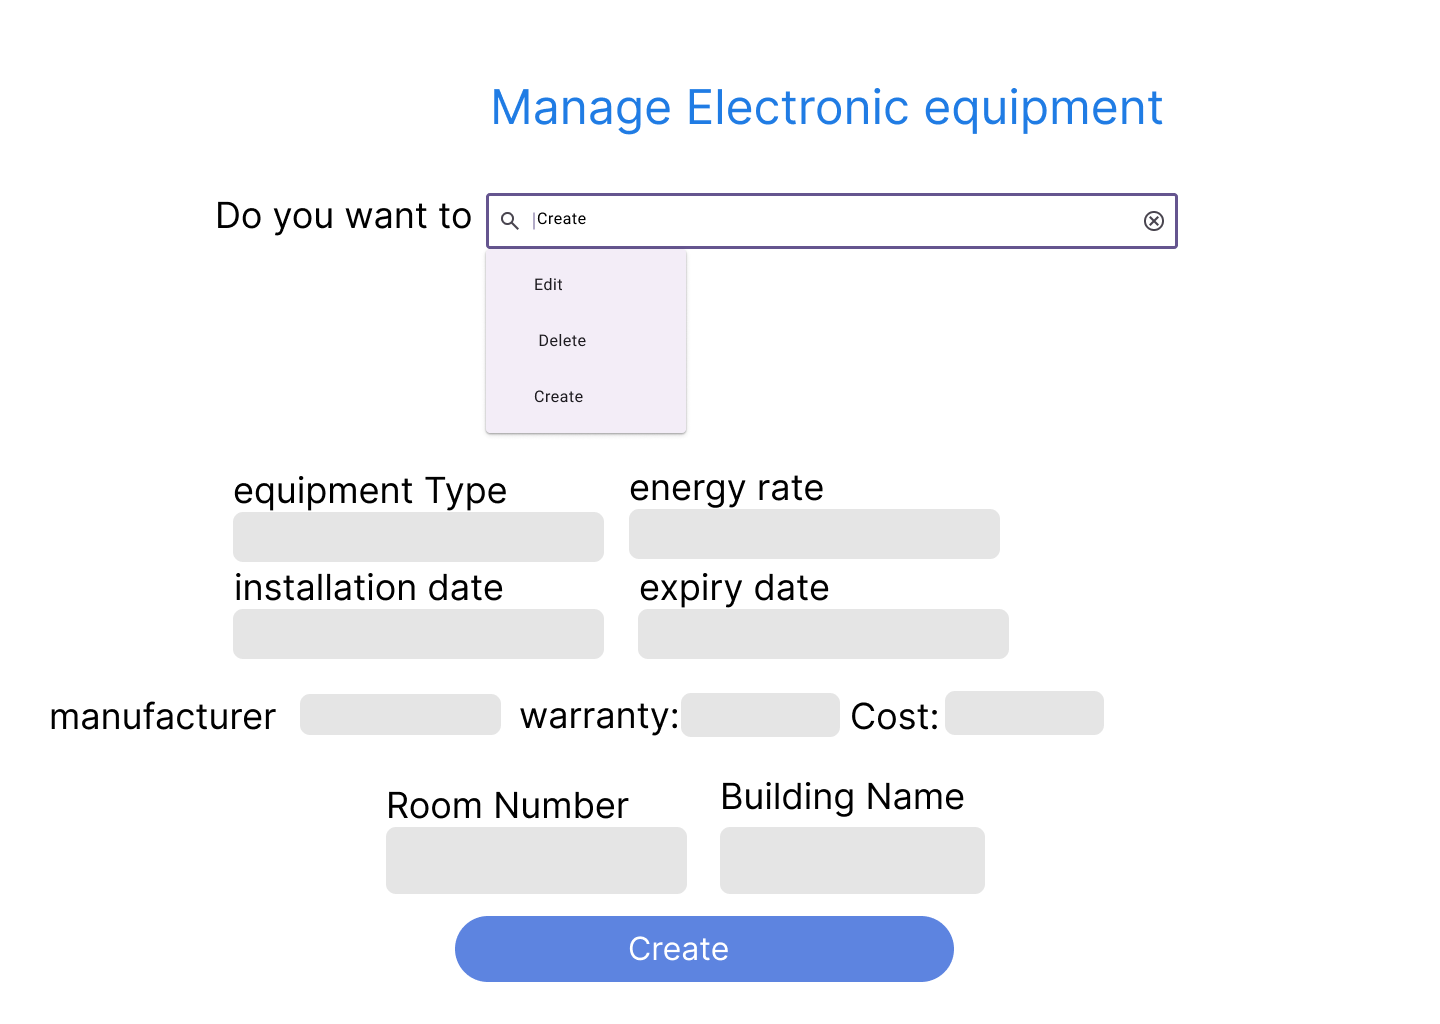 Manage Electronic equipment
Do you want to Create
Edit
Delete
Create
equipment Type energy rate
installation date expiry date
manufacturer warranty: Cost:
Room Number Building Name
Create